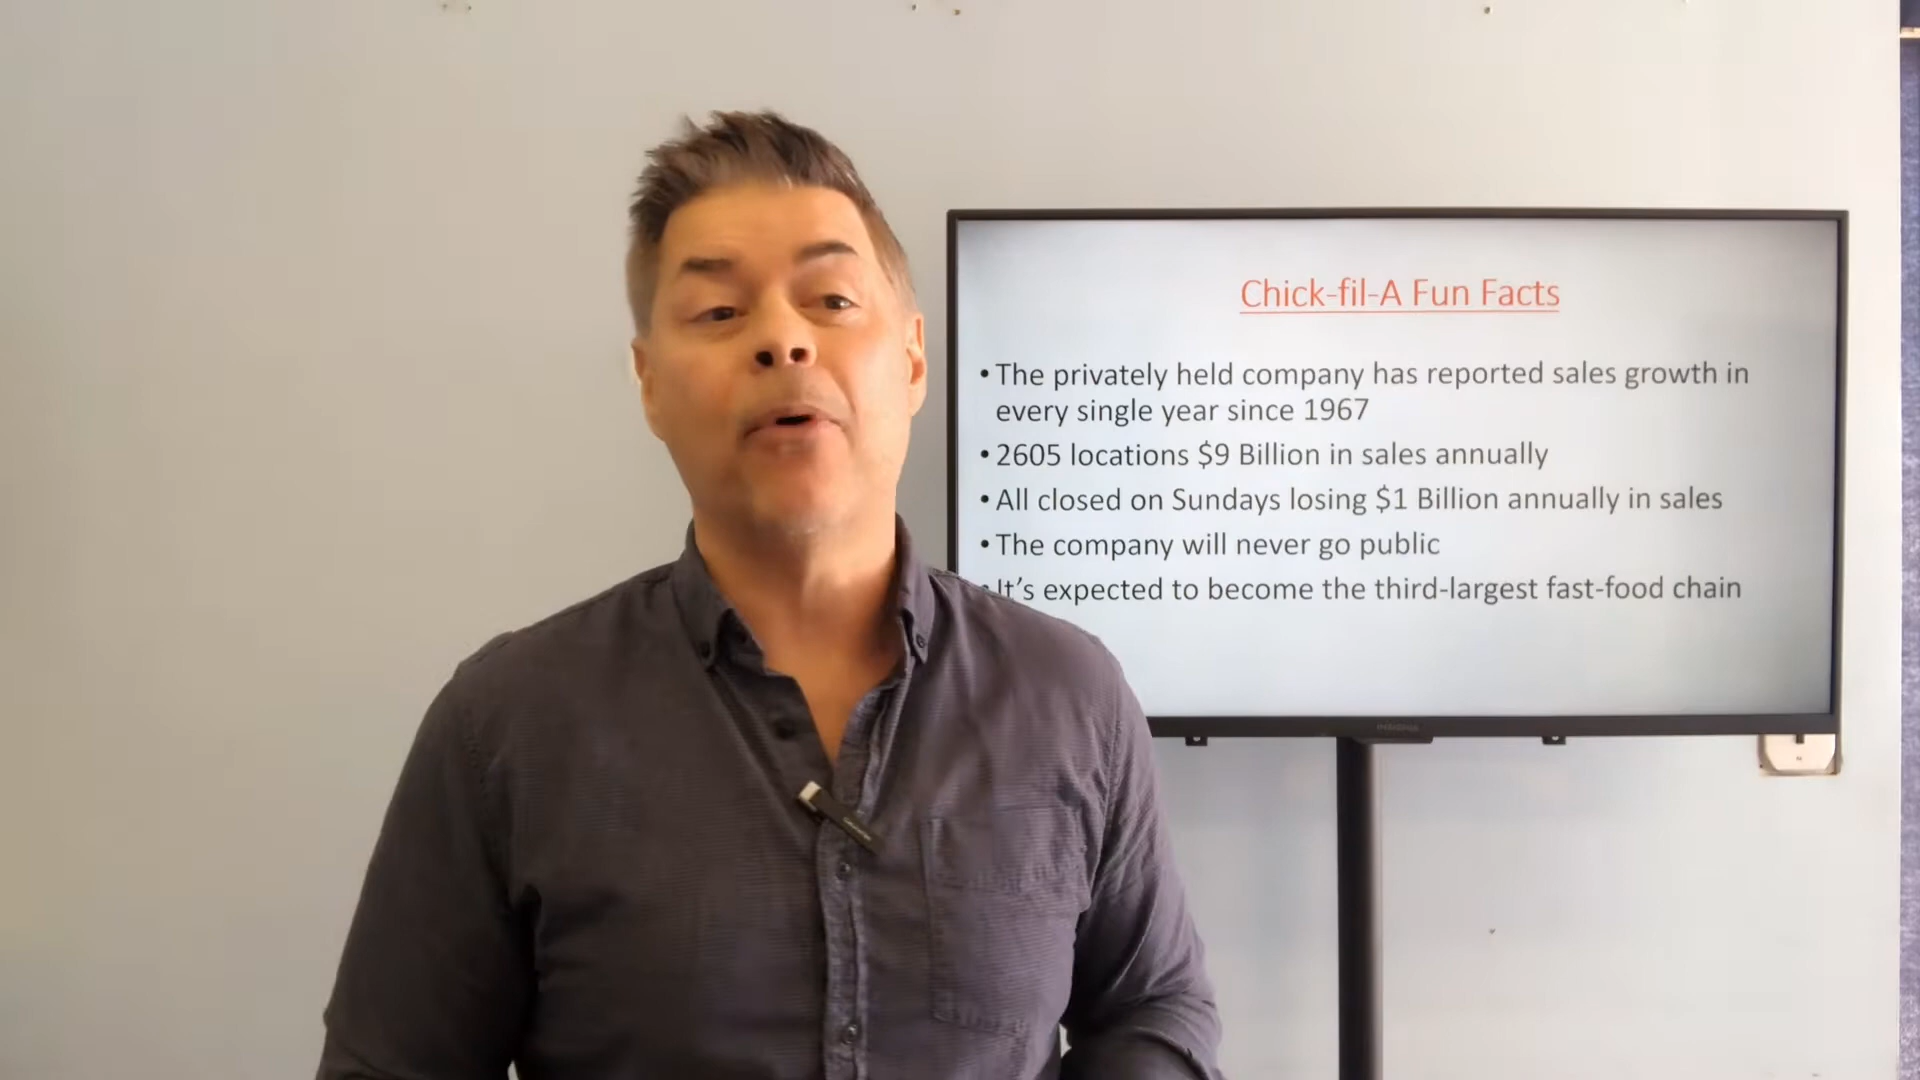 Chick-fil-A Fun Facts
• The privately held company has reported sales growth in
every single year since 1967
• 2605 locations $9 Billion in sales annually
• All closed on Sundays losing $1 Billion annually in sales
• The company will never go public
• It's expected to become the third-largest fast-food chain